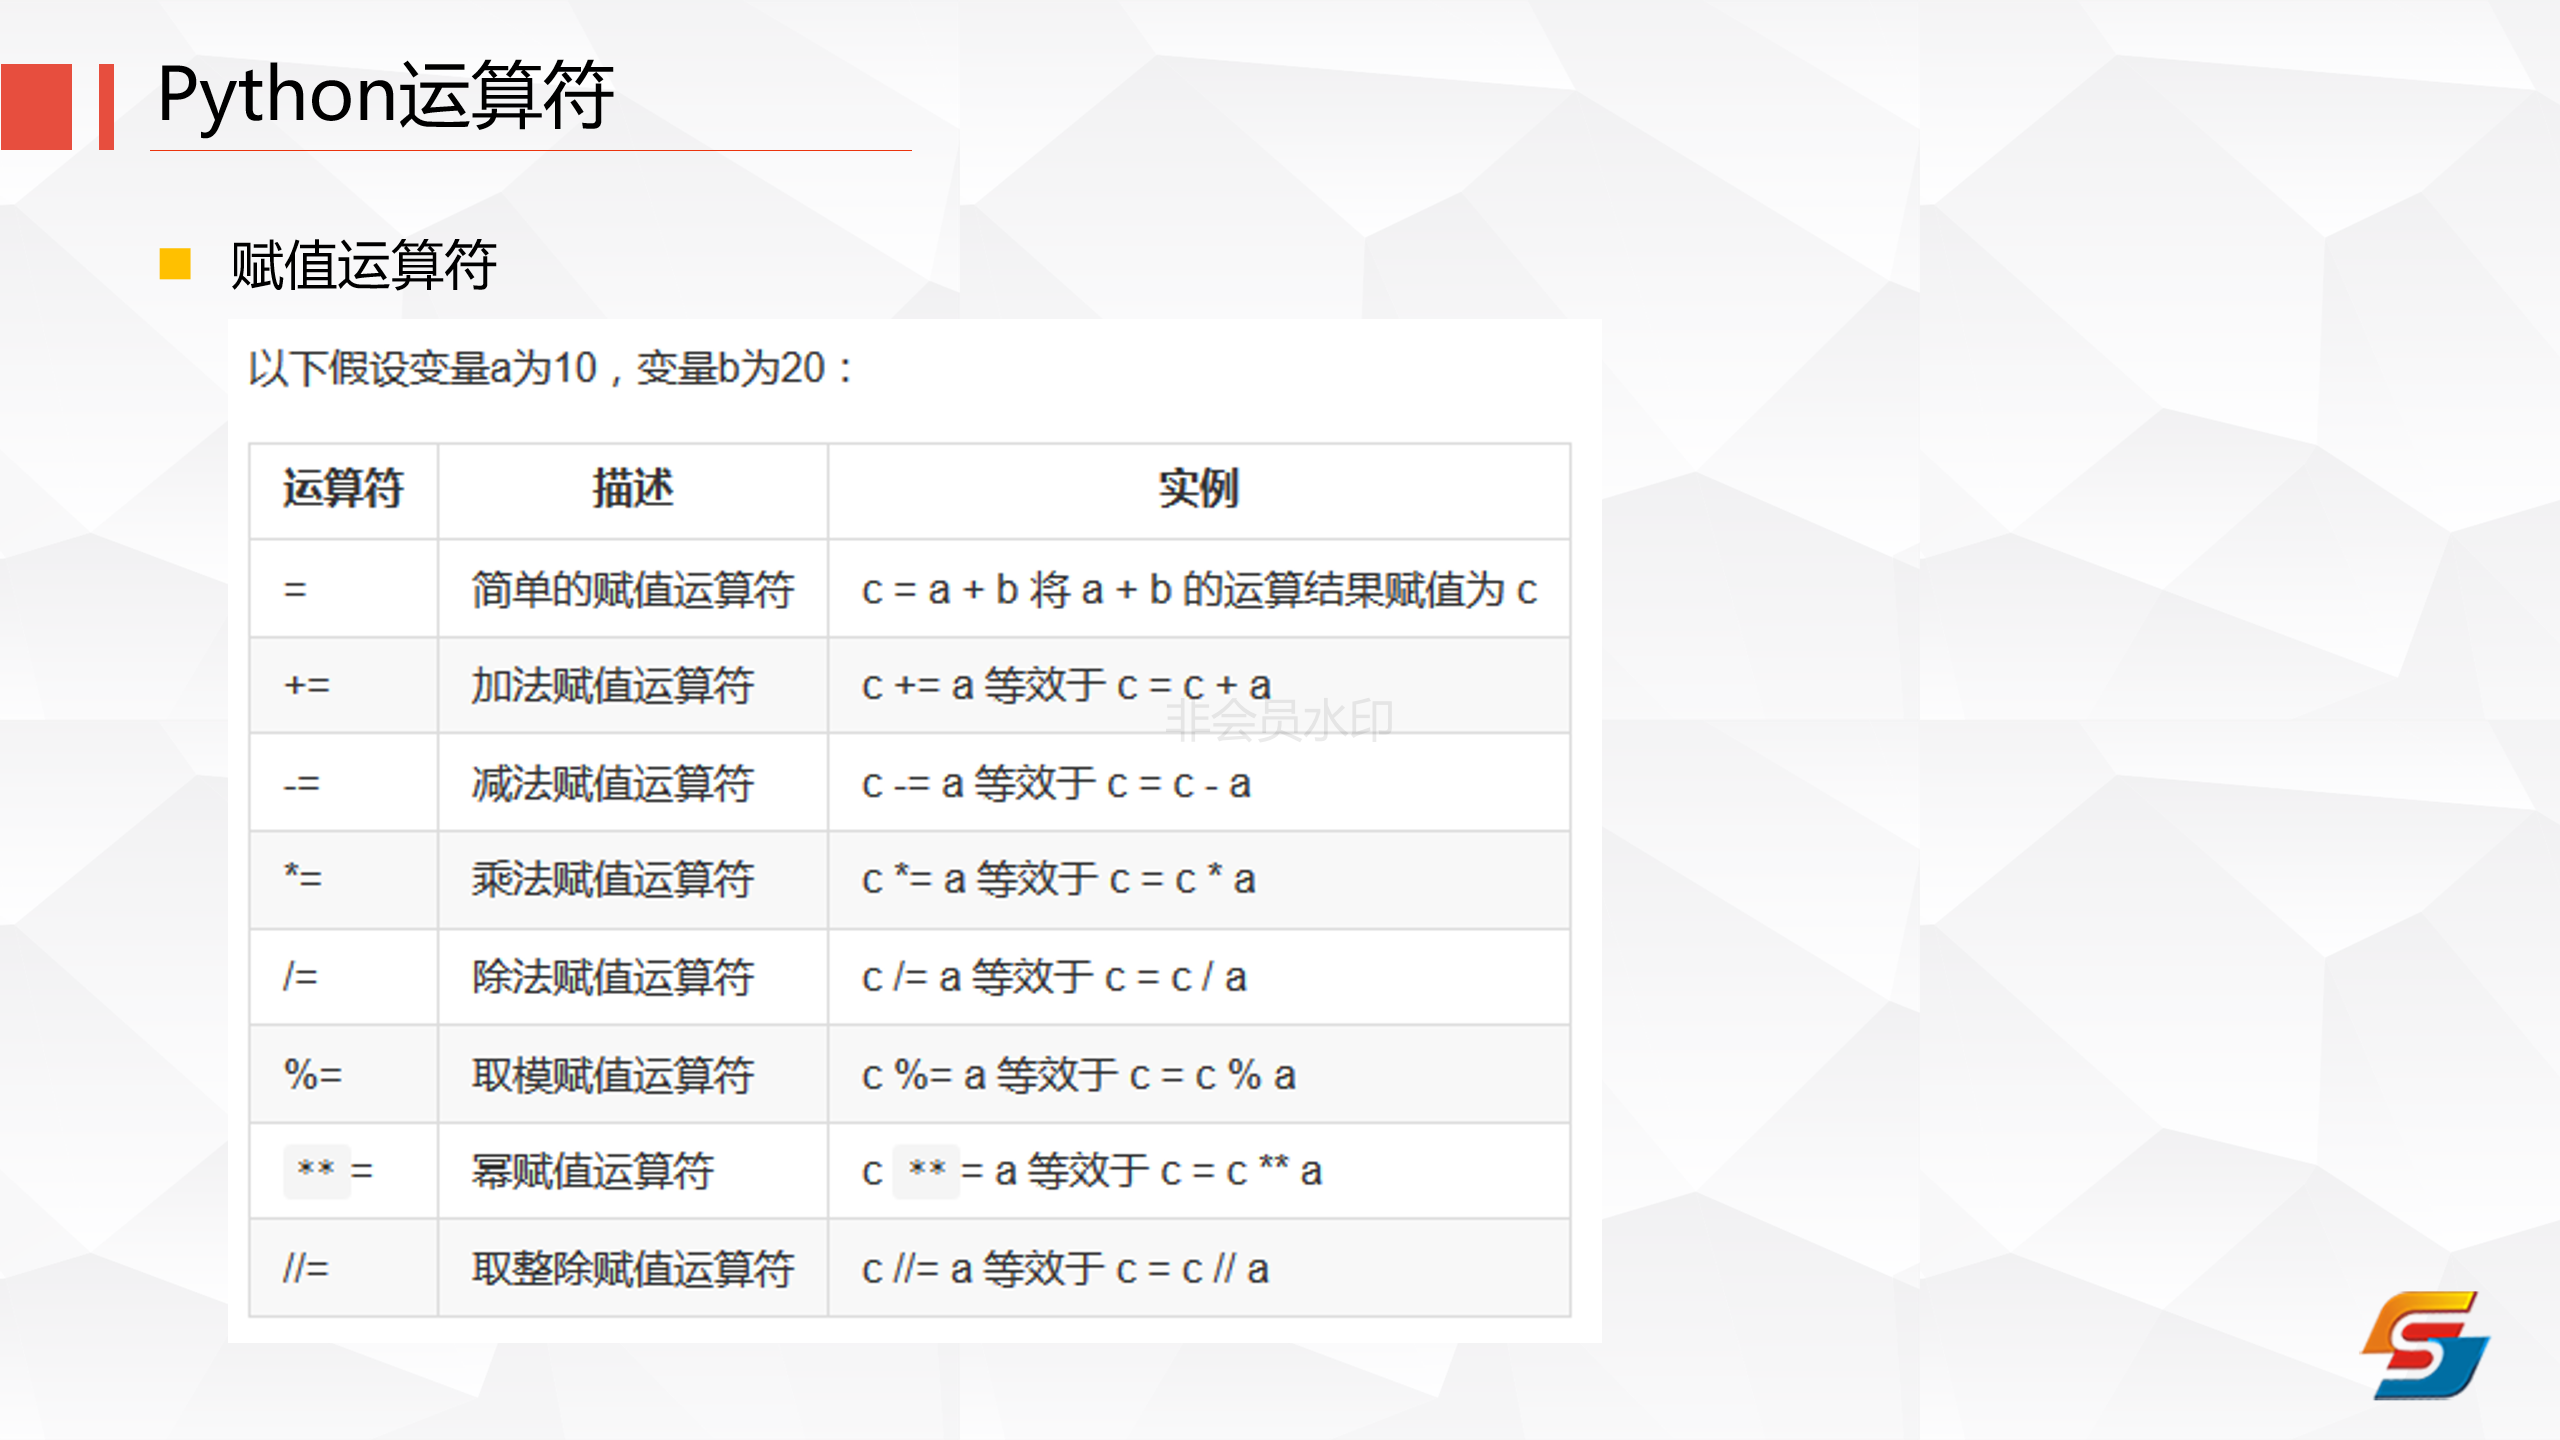 Python运算符
赋值运算符
以下假设变量a为10，变量b为20：
运算符 描述 实例
= 简单的赋值运算符 c = a + b 将 a + b 的运算结果赋值为 c
+= 加法赋值运算符 c += a 等效于 c = c + a
非会员水印
-= 减法赋值运算符 c -= a 等效于 c = c - a
*= 乘法赋值运算符 c *= a 等效于 c = c * a
/= 除法赋值运算符 c /= a 等效于 c = c / a
%= 取模赋值运算符 c %= a 等效于 c = c % a
** = 幂赋值运算符 c ** = a 等效于 c = c ** a
//= 取整除赋值运算符 c //= a 等效于 c = c // a